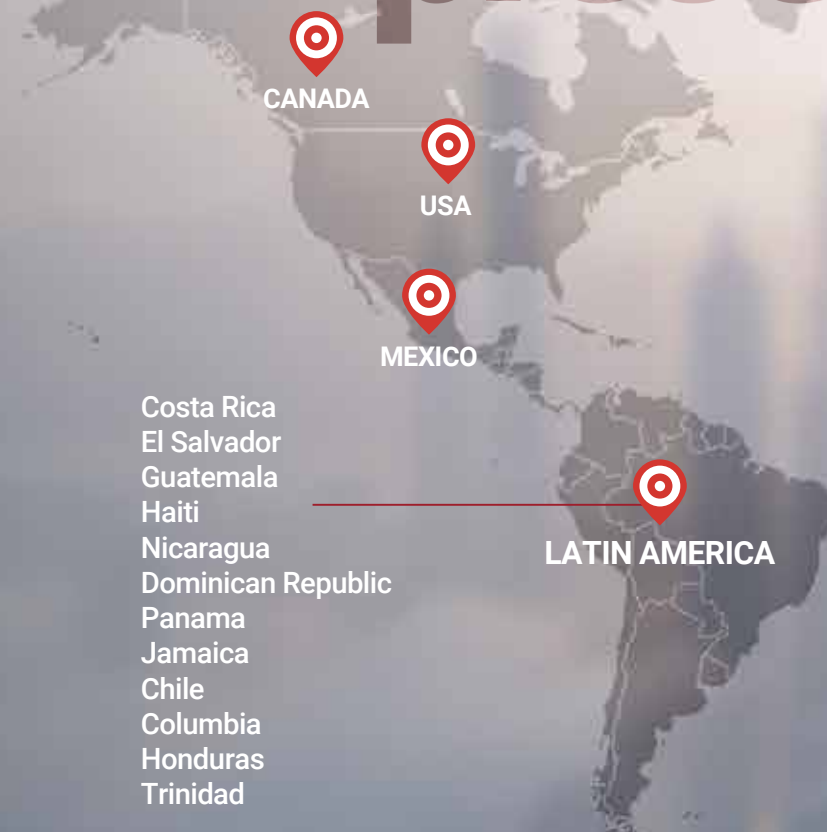 CANADA
USA
MEXICO
Costa Rica
El Salvador
Guatemala
Haiti
Nicaragua
Dominican Republic
Panama
Jamaica
Chile
Columbia
Honduras
Trinidad
LATIN AMERICA